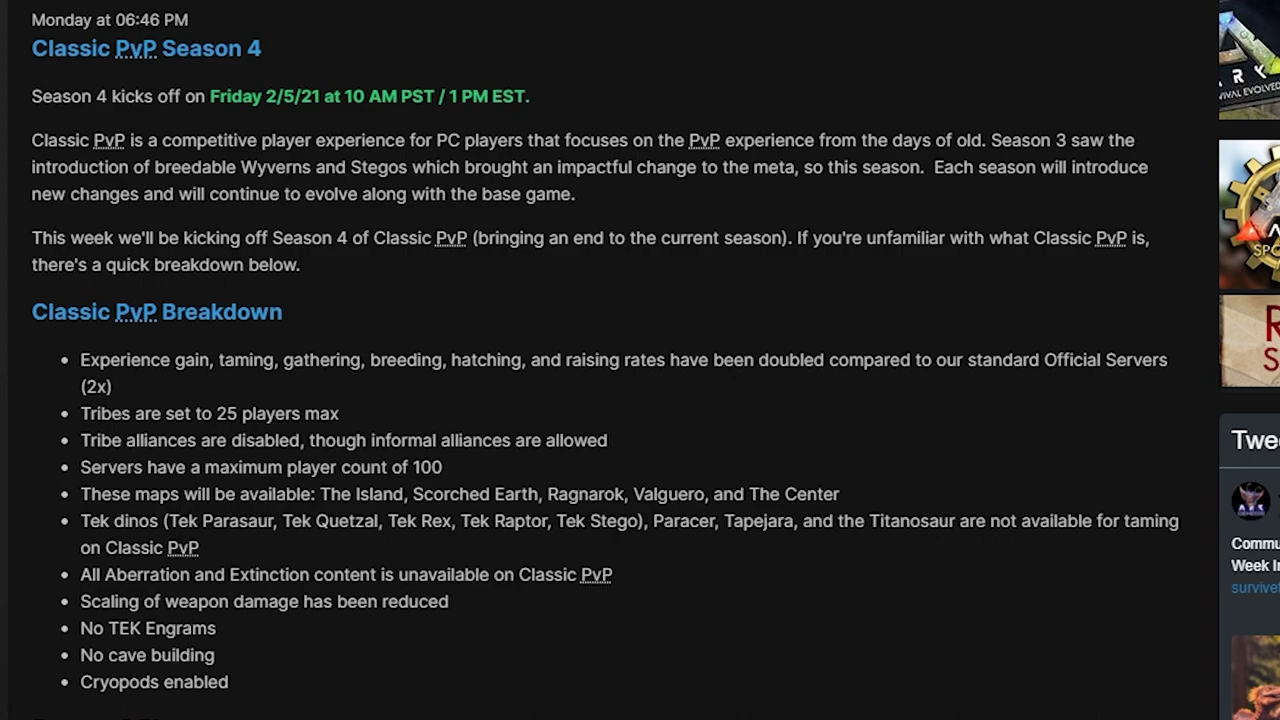 Monday at 06:46 PM
Classic PvP Season 4
Season 4 kicks off on Friday 2/5/21 at 10 AM PST / 1 PM EST.
Classic PvP is a competitive player experience for PC players that focuses on the PvP experience from the days of old. Season 3 saw the
introduction of breedable Wyverns and Stegos which brought an impactful change to the meta, so this season.  Each season will introduce
new changes and will continue to evolve along with the base game.
This week we'll be kicking off Season 4 of Classic PvP (bringing an end to the current season). If you're unfamiliar with what Classic PvP is,
there's a quick breakdown below.
Classic PvP Breakdown
• Experience gain, taming, gathering, breeding, hatching, and raising rates have been doubled compared to our standard Official Servers
(2x)
• Tribes are set to 25 players max
• Tribe alliances are disabled, though informal alliances are allowed
• Servers have a maximum player count of 100
• These maps will be available: The Island, Scorched Earth, Ragnarok, Valguero, and The Center
• Tek dinos (Tek Parasaur, Tek Quetzal, Tek Rex, Tek Raptor, Tek Stego), Paracer, Tapejara, and the Titanosaur are not available for taming
on Classic PvP
• All Aberration and Extinction content is unavailable on Classic PvP
• Scaling of weapon damage has been reduced
• No TEK Engrams
• No cave building
• Cryopods enabled
ARK
VIVAL EVOLVED
SPO
R
S
Twee
Commu
Week In
survivet